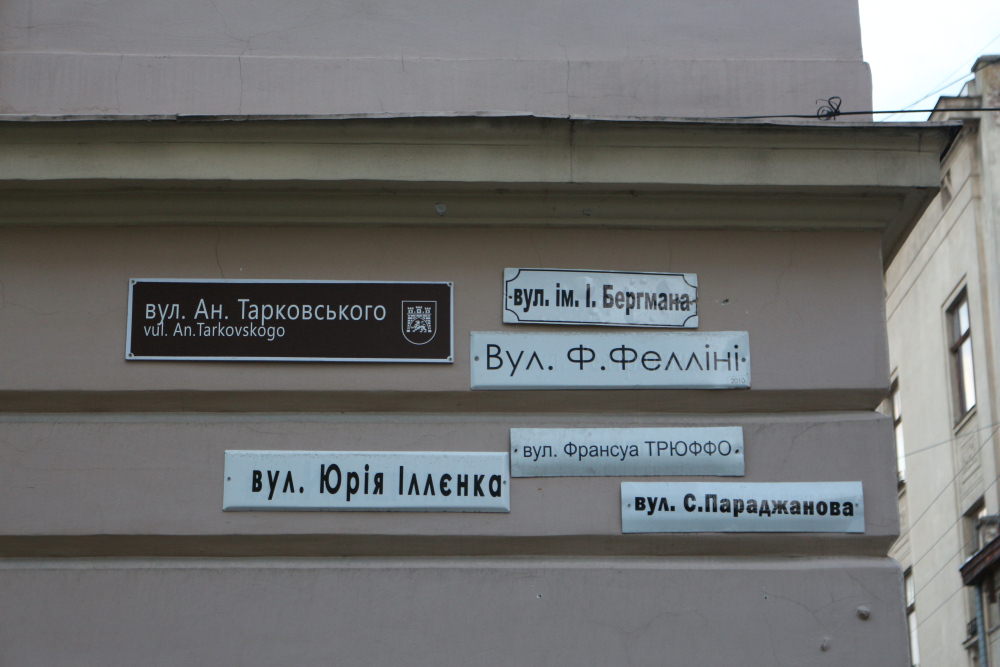 вул. Ан. Тарковського
vul. An.Tarkovskogo
вул. ім. І. Бергмана
Вул. Ф.Фелліні
2010
вул. Франсуа ТРЮФФО
вул. Юрія Іллєнка
вул. С.Параджанова